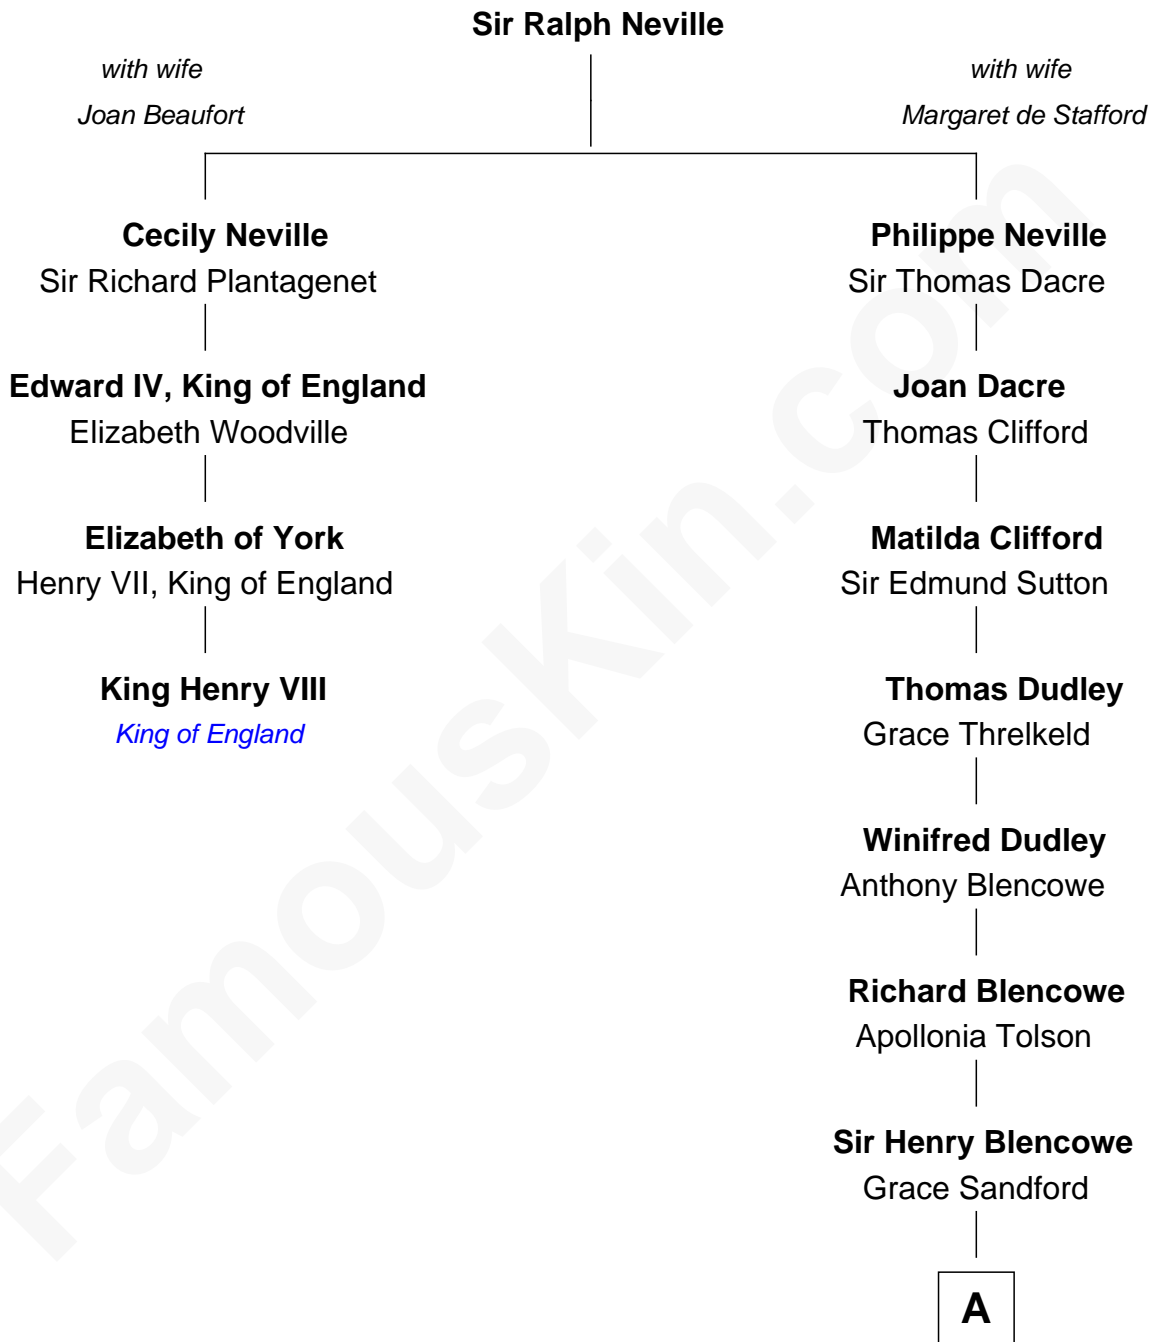 Sir Ralph Neville
with wife
Joan Beaufort
with wife
Margaret de Stafford
Cecily Neville
Sir Richard Plantagenet
Philippe Neville
Sir Thomas Dacre
Edward IV, King of England
Elizabeth Woodville
Joan Dacre
Thomas Clifford
Elizabeth of York
Henry VII, King of England
Matilda Clifford
Sir Edmund Sutton
King Henry VIII
King of England
Thomas Dudley
Grace Threlkeld
Winifred Dudley
Anthony Blencowe
Richard Blencowe
Apollonia Tolson
Sir Henry Blencowe
Grace Sandford
A
FamousKin.com